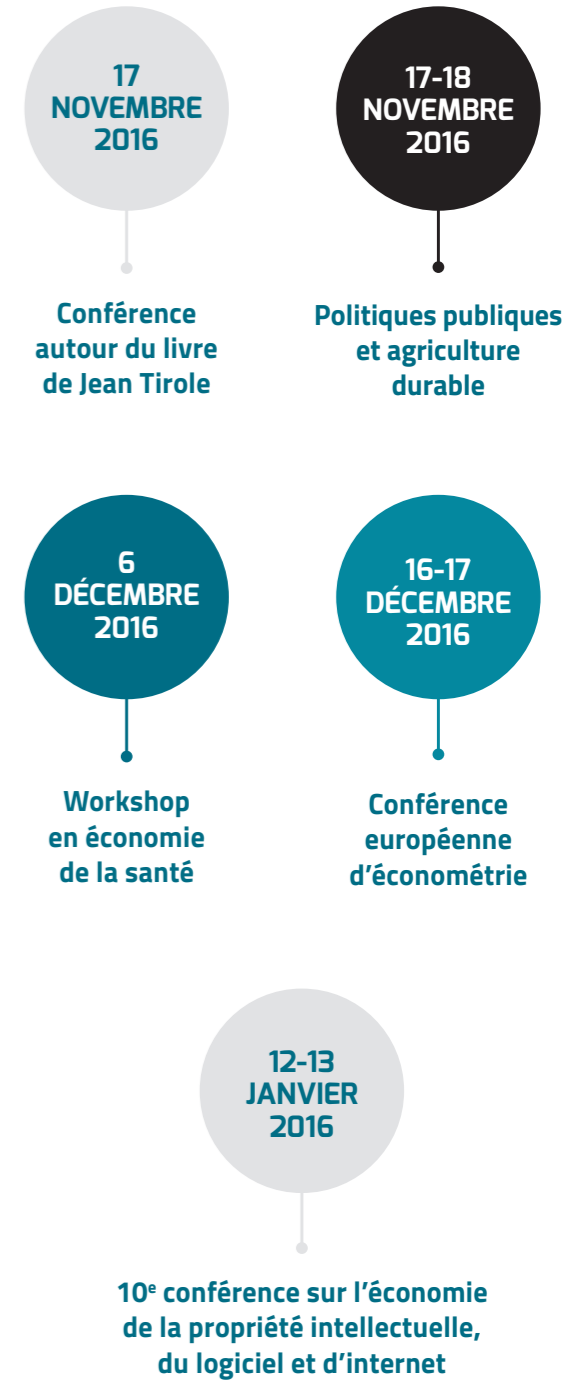 17
NOVEMBRE
2016
Conférence
autour du livre
de Jean Tirole
17-18
NOVEMBRE
2016
Politiques publiques
et agriculture
durable
6
DÉCEMBRE
2016
Workshop
en économie
de la santé
16-17
DÉCEMBRE
2016
Conférence
européenne
d’économétrie
12-13
JANVIER
2016
10e conférence sur l’économie
de la propriété intellectuelle,
du logiciel et d’internet